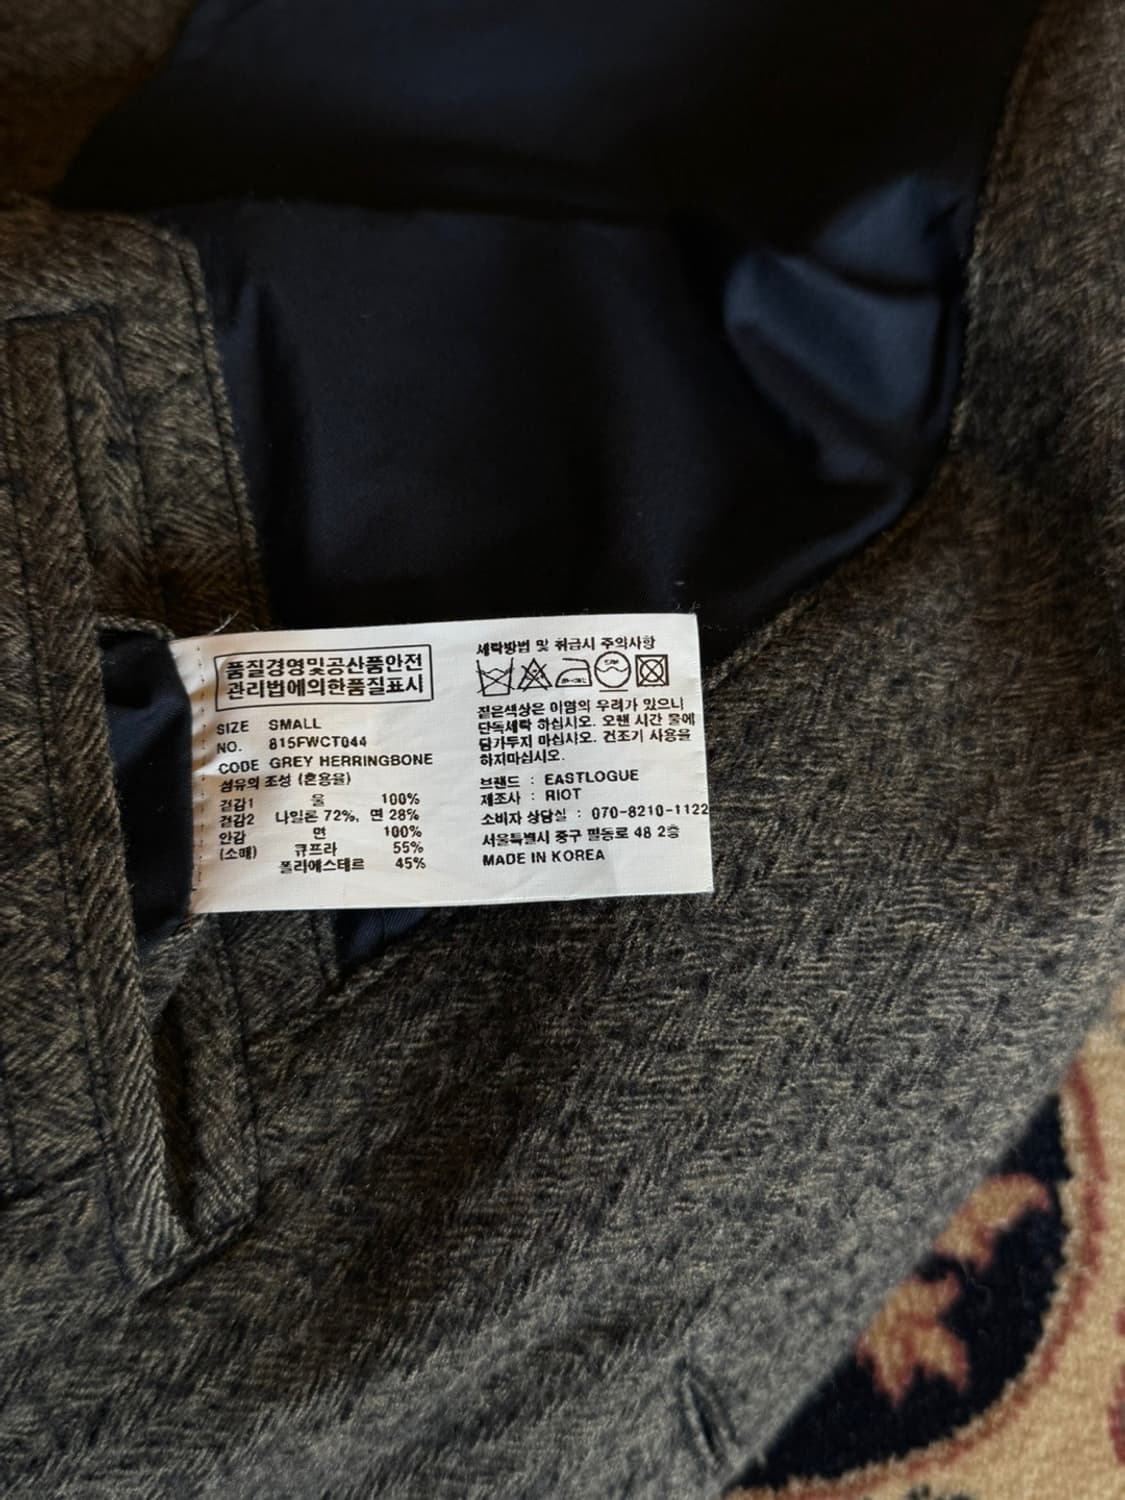 품질경영및공산품안전
관리법에의한품질표시
SIZE SMALL
NO. 815FWCT044
CODE GREY HERRINGBONE
섬유의 조성 (혼용율)
겉감1 울 100%
겉감2 나일론 72%, 면 28%
안감 면 100%
(소매) 큐프라 55%
폴리에스테르 45%
세탁방법 및 취급시 주의사항
짙은색상은 이염의 우려가 있으니
단독세탁 하십시오. 오랜 시간 물에
담가두지 마십시오. 건조기 사용을
하지마십시오.
브랜드 : EASTLOGUE
제조사 : RIOT
소비자 상담실 : 070-8210-1122
서울특별시 중구 필동로 48 2층
MADE IN KOREA